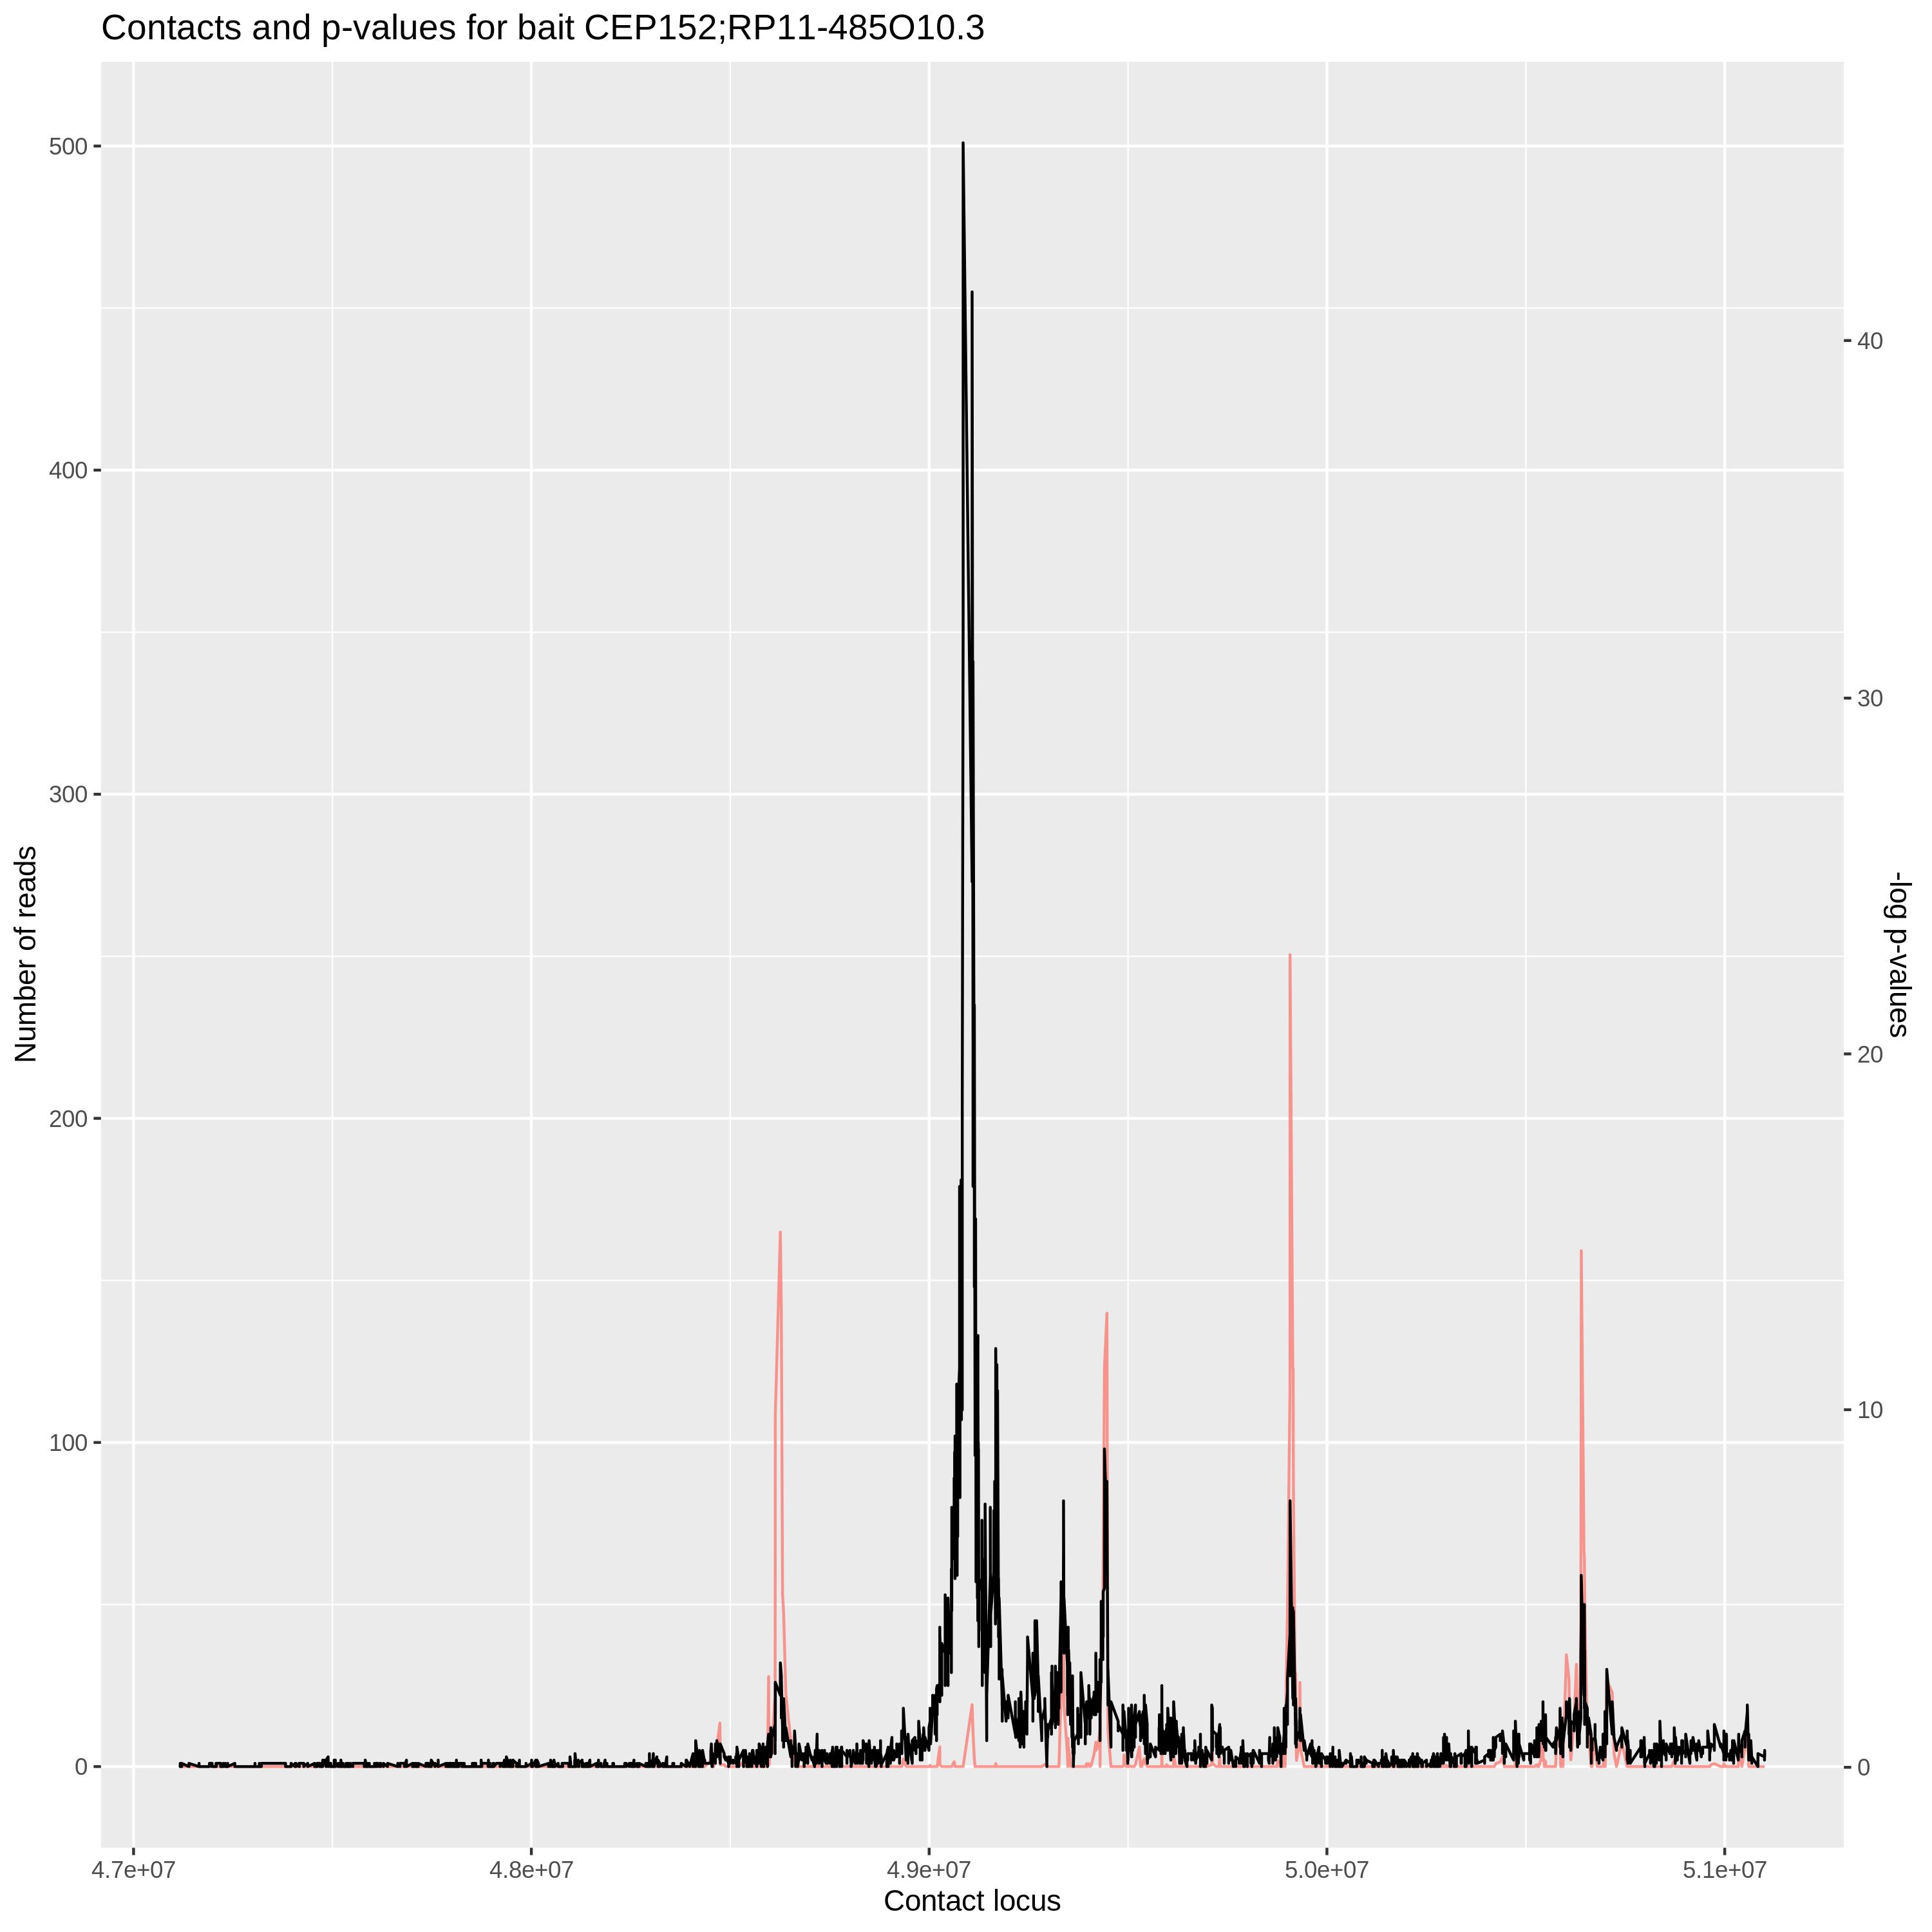 Contacts and p-values for bait CEP152;RP11-485O10.3
500
400
300
200
100
0
Number of reads
40
30
20
10
0
-log p-values
4.7e+07 4.8e+07 4.9e+07 5.0e+07 5.1e+07
Contact locus